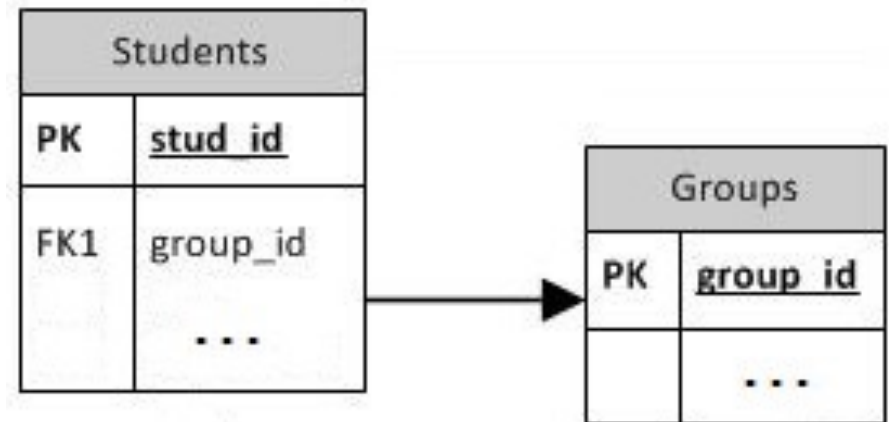 Students
PK stud_id
FK1 group_id
...
Groups
PK group_id
...